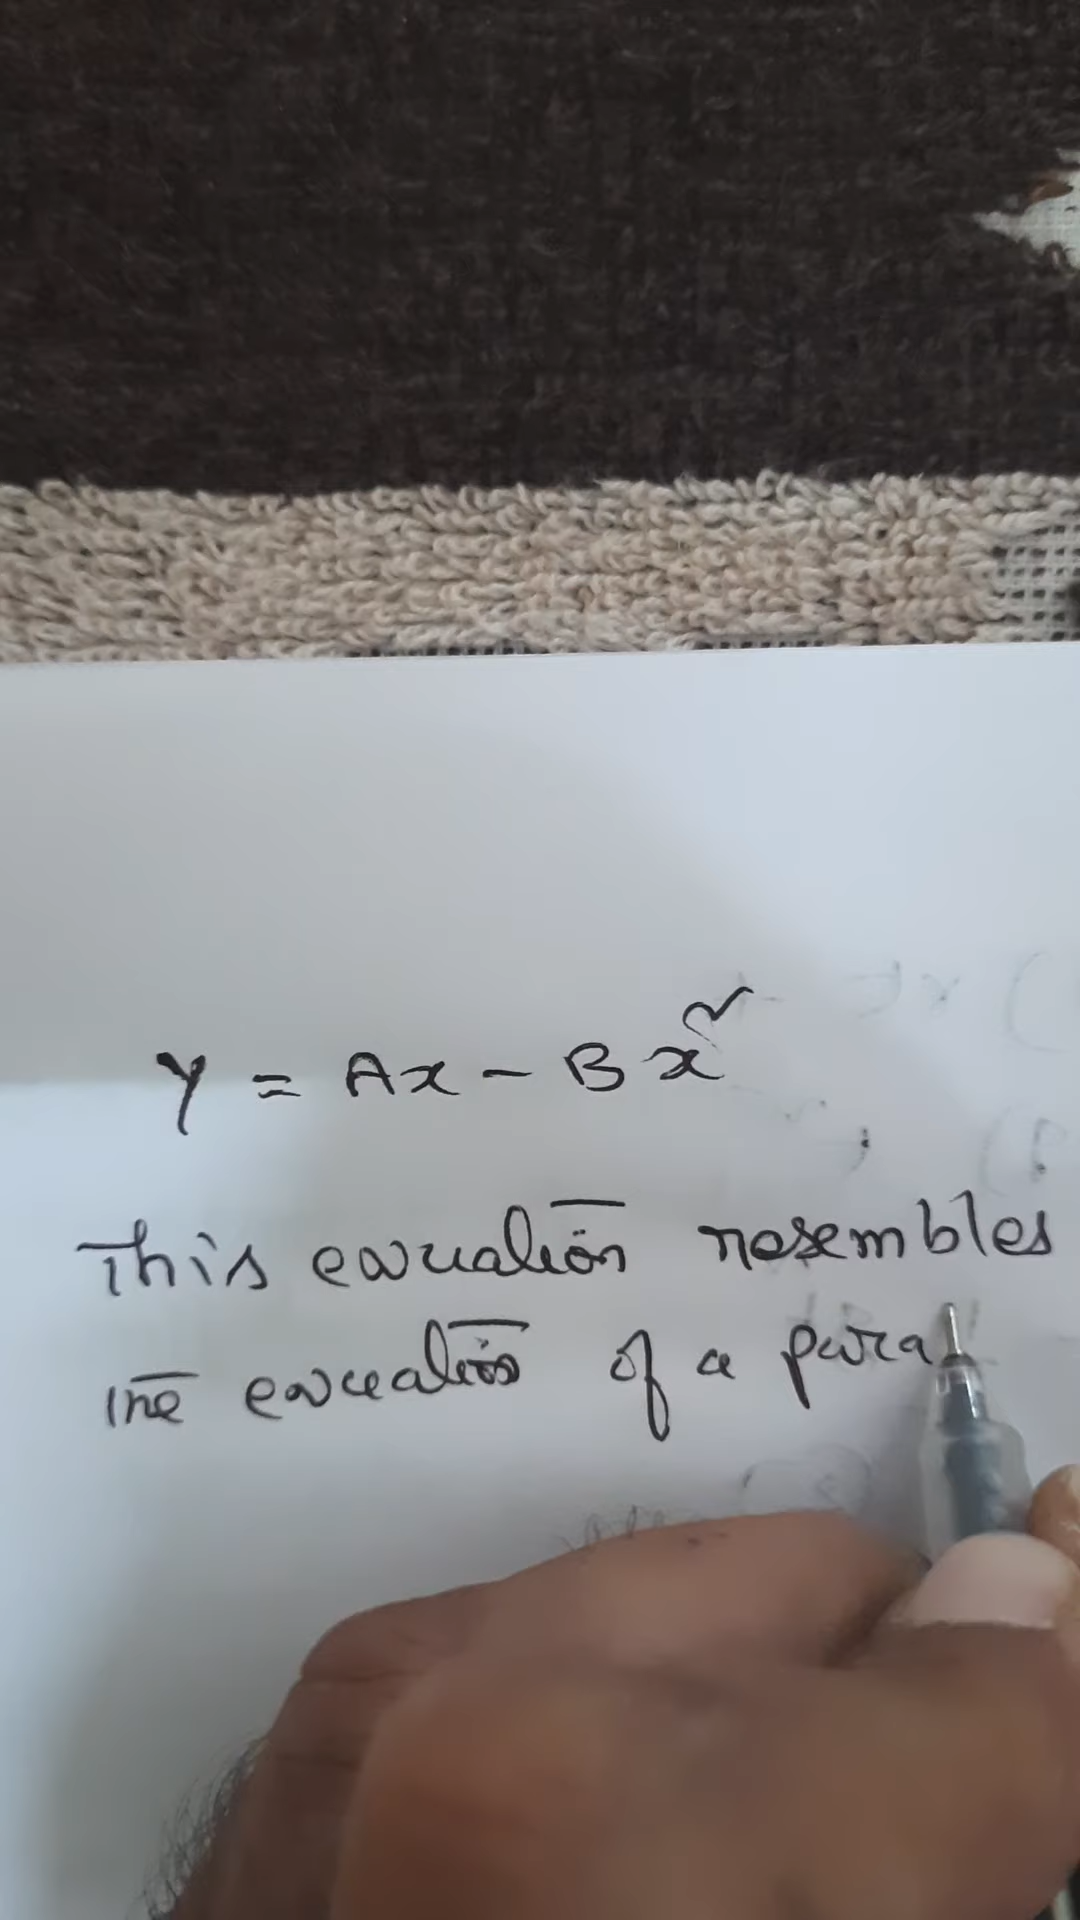 Y = Ax - Bx²
This equation resembles
the equation of a para